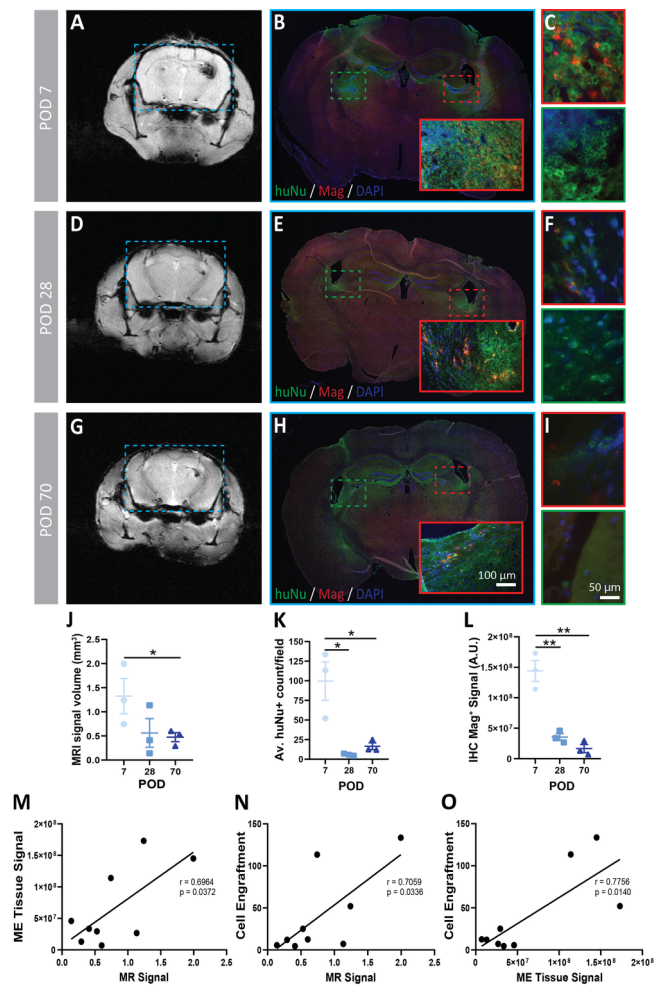 A
B
C
POD 7
huNu / Mag / DAPI
D
E
F
POD 28
huNu / Mag / DAPI
G
H
I
POD 70
huNu / Mag / DAPI
100 μm
50 μm
J
K
L
MRI signal volume (mm³)
2.5
2.0
1.5
1.0
0.5
0.0
*
7 28 70
POD
Av. huNu+ count/field
150
125
100
75
50
25
0
*
*
7 28 70
POD
IHC Mag⁺ Signal (A.U.)
2×10⁸
1×10⁸
5×10⁷
0
**
**
7 28 70
POD
M
N
O
ME Tissue Signal
2×10⁸
1.5×10⁸
1×10⁸
5×10⁷
0
r = 0.6964
p = 0.0372
0.0 0.5 1.0 1.5 2.0 2.5
MR Signal
Cell Engraftment
150
100
50
0
r = 0.7059
p = 0.0336
0.0 0.5 1.0 1.5 2.0 2.5
MR Signal
Cell Engraftment
150
100
50
0
r = 0.7756
p = 0.0140
0 5×10⁷ 1×10⁸ 1.5×10⁸ 2×10⁸
ME Tissue Signal